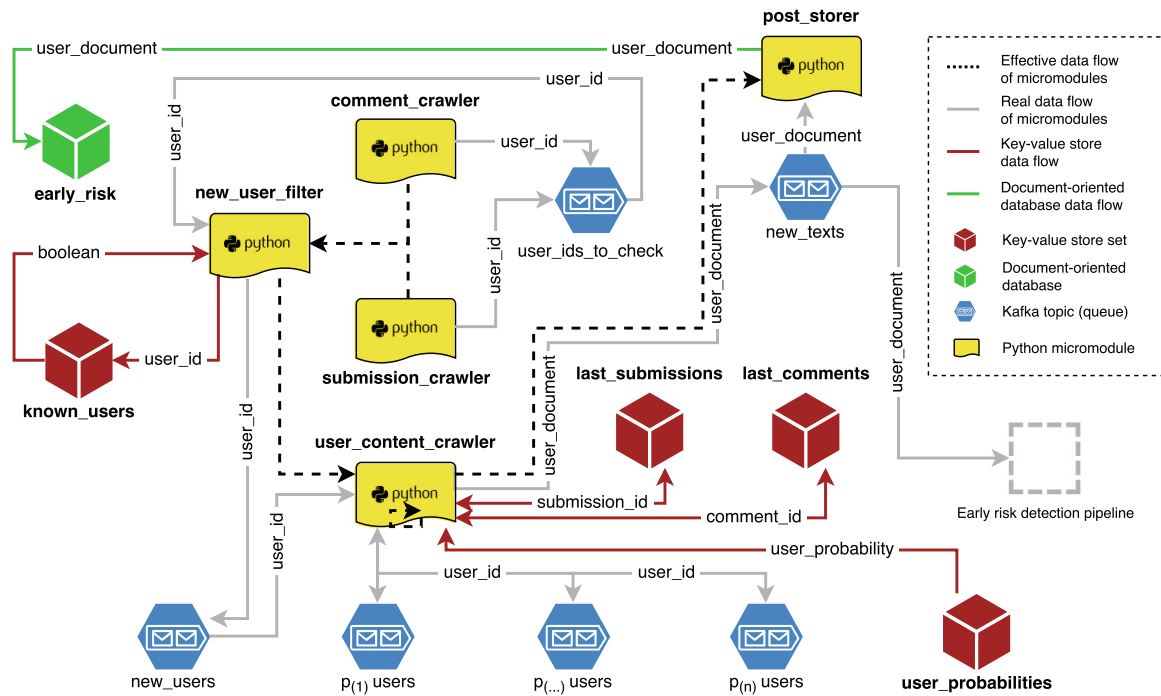 post_storer
user_document
user_document
python
user_id
comment_crawler
python
user_id
user_id
user_document
early_risk
new_user_filter
python
user_ids_to_check
new_texts
boolean
user_id
user_document
user_document
python
submission_crawler
user_id
known_users
user_id
last_submissions
last_comments
user_content_crawler
user_document
python
submission_id
comment_id
user_id
user_probability
user_id
user_id
new_users
p(1) users
p(...) users
p(n) users
user_probabilities
Early risk detection pipeline
Effective data flow
of micromodules
Real data flow
of micromodules
Key-value store
data flow
Document-oriented
database data flow
Key-value store set
Document-oriented
database
Kafka topic (queue)
Python micromodule